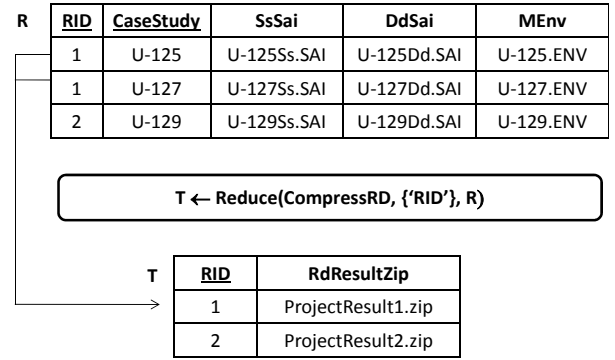 R RID CaseStudy SsSai DdSai MEnv
1 U-125 U-125Ss.SAI U-125Dd.SAI U-125.ENV
1 U-127 U-127Ss.SAI U-127Dd.SAI U-127.ENV
2 U-129 U-129Ss.SAI U-129Dd.SAI U-129.ENV
T ← Reduce(CompressRD, {‘RID’}, R)
T RID RdResultZip
1 ProjectResult1.zip
2 ProjectResult2.zip